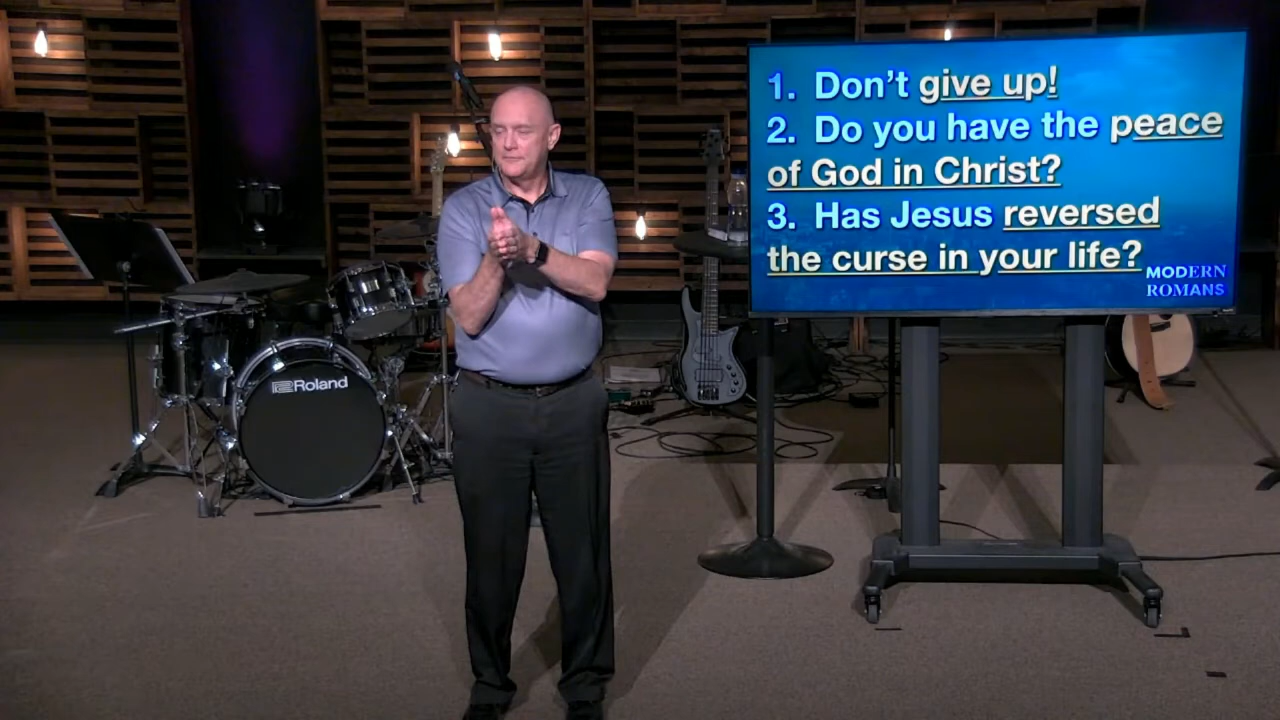 1. Don't give up!
2. Do you have the peace
of God in Christ?
3. Has Jesus reversed
the curse in your life?
MODERN
ROMANS
Roland